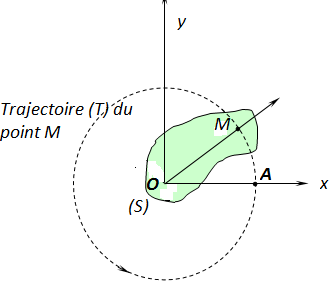 y
Trajectoire (T) du
point M
M
O
A
x
(S)